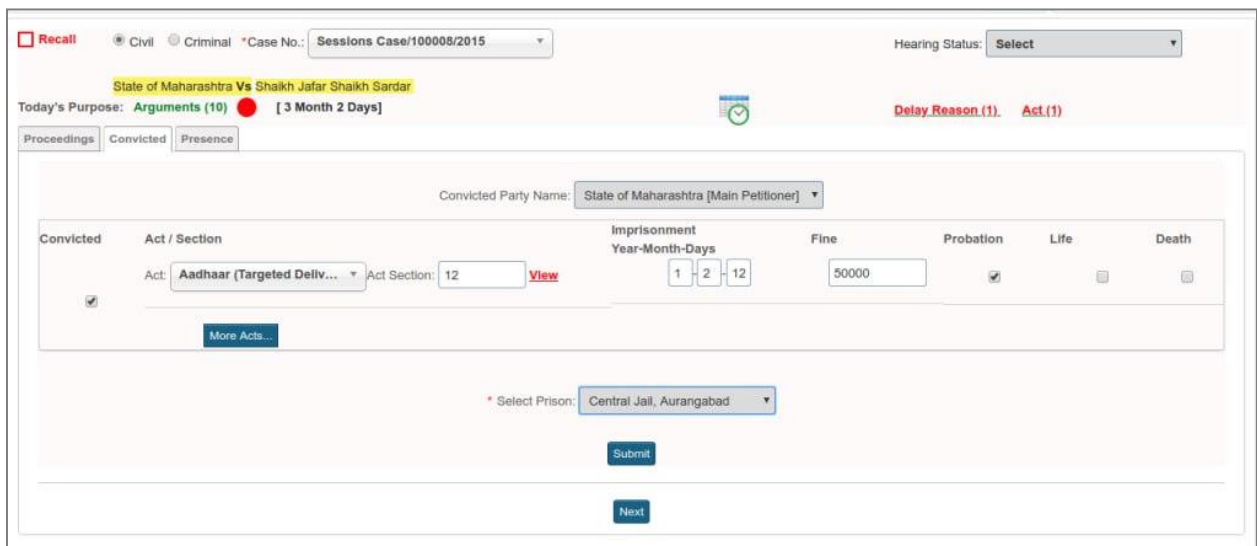 Recall Civil Criminal *Case No.: Sessions Case/100008/2015 Hearing Status: Select
State of Maharashtra Vs Shaikh Jafar Shaikh Sardar
Today's Purpose: Arguments (10) [ 3 Month 2 Days] Delay Reason (1) Act (1)
Proceedings Convicted Presence
Convicted Party Name: State of Maharashtra [Main Petitioner]
Convicted Act / Section Imprisonment Year-Month-Days Fine Probation Life Death
Act: Aadhaar (Targeted Deliv... Act Section: 12 View 1 - 2 - 12 50000
More Acts...
* Select Prison: Central Jail, Aurangabad
Submit
Next